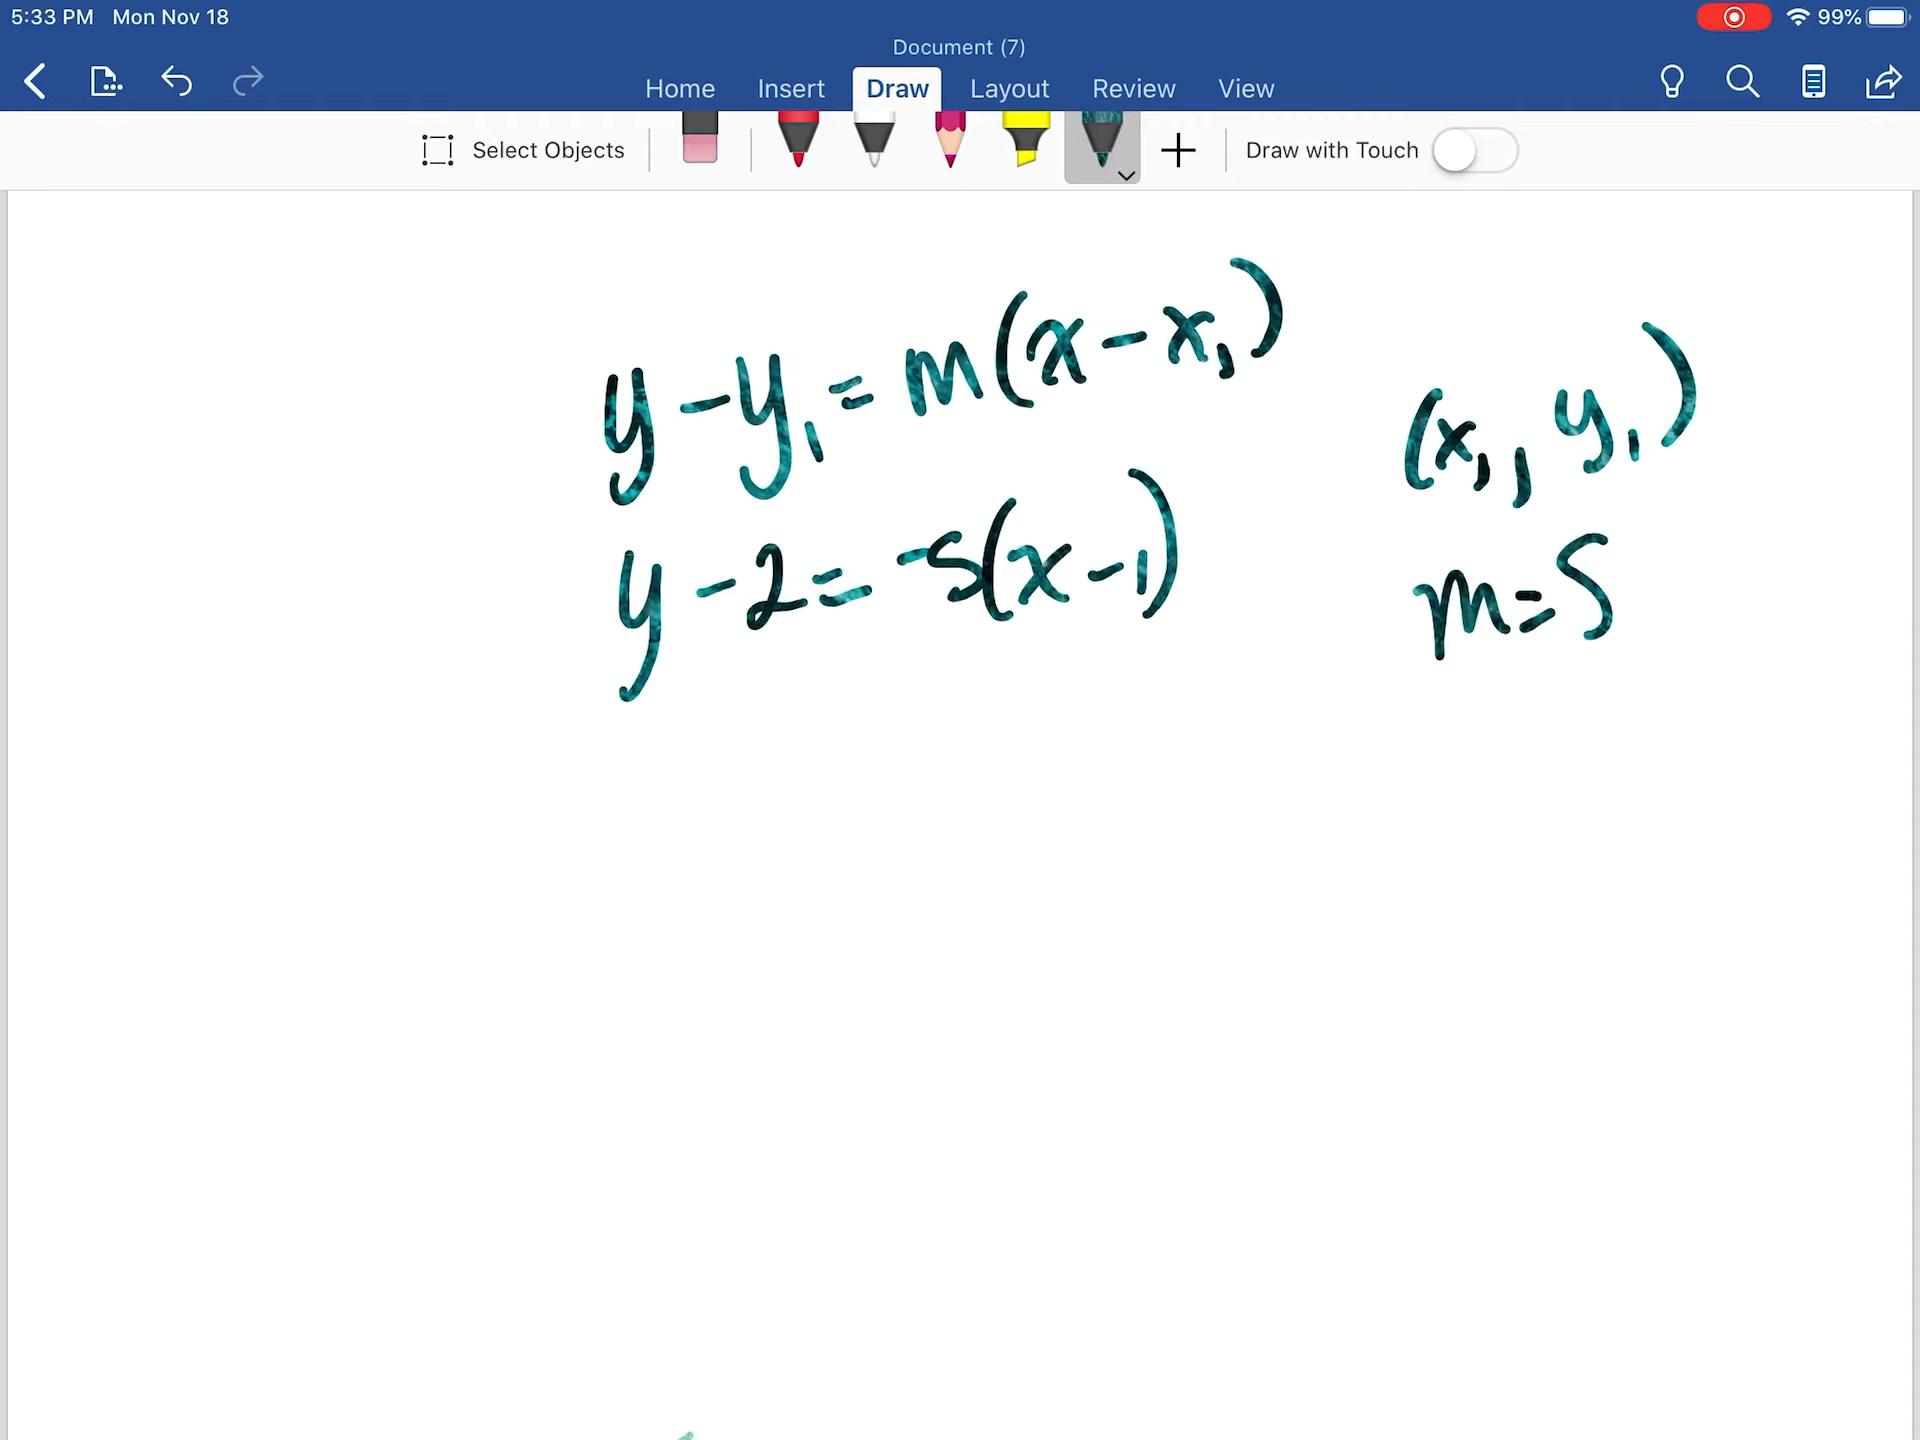 5:33 PM Mon Nov 18 99%
Document (7)
Home Insert Draw Layout Review View
Select Objects Draw with Touch
y - y₁ = m(x - x₁)
(x₁, y₁)
y - 2 = -5(x - 1)
m = 5